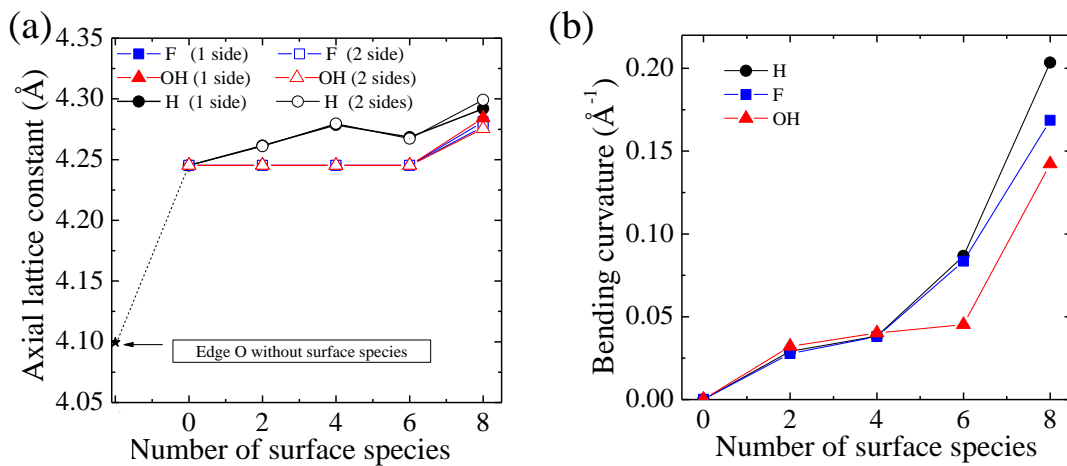 (a)
Axial lattice constant (Å)
4.35
4.30
4.25
4.20
4.15
4.10
4.05
F (1 side)
F (2 side)
OH (1 side)
OH (2 sides)
H (1 side)
H (2 sides)
Edge O without surface species
0 2 4 6 8
Number of surface species
(b)
Bending curvature (Å⁻¹)
0.20
0.15
0.10
0.05
0.00
H
F
OH
0 2 4 6 8
Number of surface species